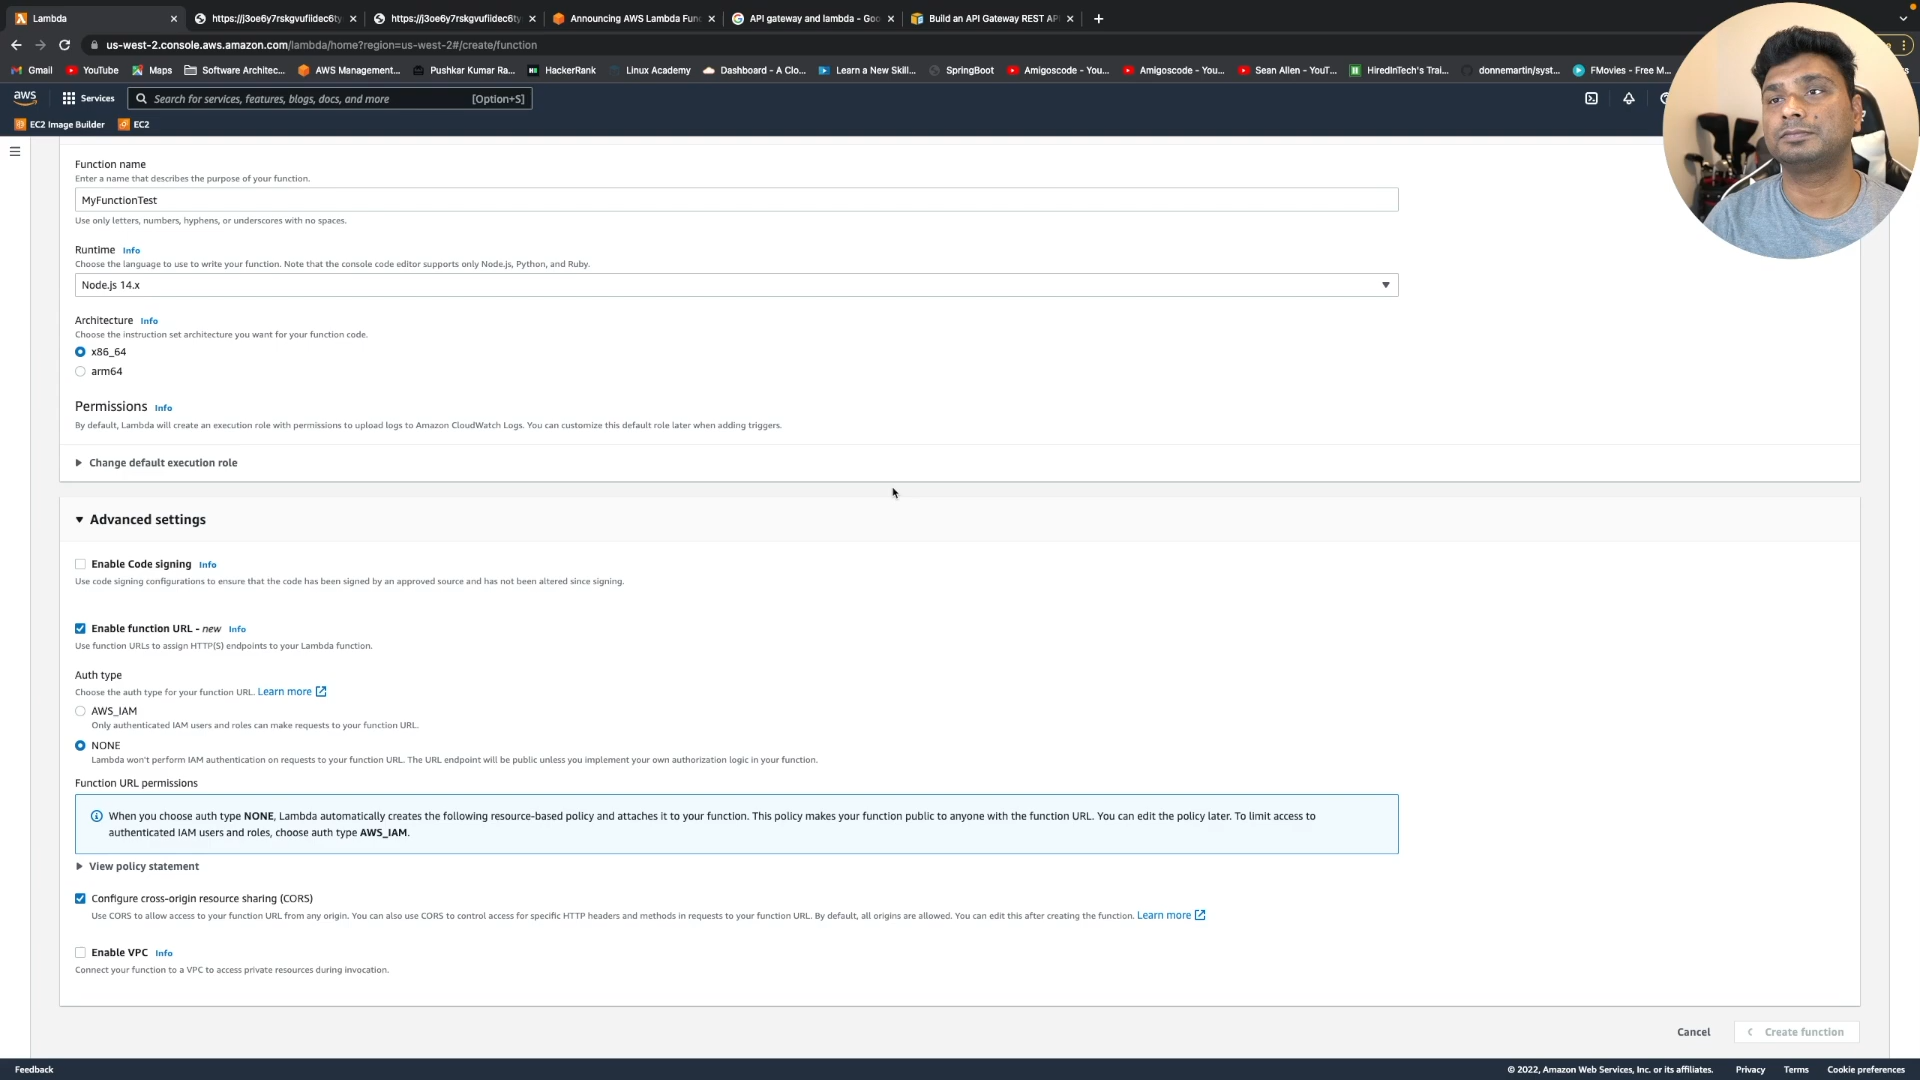 Lambda
https://j3oe6y7rskgvufiidec6ty
https://j3oe6y7rskgvufiidec6ty
Announcing AWS Lambda Fun
API gateway and lambda - Goo
Build an API Gateway REST API
us-west-2.console.aws.amazon.com/lambda/home?region=us-west-2#/create/function
Gmail
YouTube
Maps
Software Architec...
AWS Management...
Pushkar Kumar Ra...
HackerRank
Linux Academy
Dashboard - A Clo...
Learn a New Skill...
SpringBoot
Amigoscode - You...
Amigoscode - You...
Sean Allen - YouT...
HiredInTech's Trai...
donnemartin/syst...
FMovies - Free M...
aws
Services
Search for services, features, blogs, docs, and more
[Option+S]
EC2 Image Builder
EC2
Function name
Enter a name that describes the purpose of your function.
MyFunctionTest
Use only letters, numbers, hyphens, or underscores with no spaces.
Runtime Info
Choose the language to use to write your function. Note that the console code editor supports only Node.js, Python, and Ruby.
Node.js 14.x
Architecture Info
Choose the instruction set architecture you want for your function code.
x86_64
arm64
Permissions Info
By default, Lambda will create an execution role with permissions to upload logs to Amazon CloudWatch Logs. You can customize this default role later when adding triggers.
Change default execution role
Advanced settings
Enable Code signing Info
Use code signing configurations to ensure that the code has been signed by an approved source and has not been altered since signing.
Enable function URL - new Info
Use function URLs to assign HTTP(S) endpoints to your Lambda function.
Auth type
Choose the auth type for your function URL. Learn more
AWS_IAM
Only authenticated IAM users and roles can make requests to your function URL.
NONE
Lambda won't perform IAM authentication on requests to your function URL. The URL endpoint will be public unless you implement your own authorization logic in your function.
Function URL permissions
When you choose auth type NONE, Lambda automatically creates the following resource-based policy and attaches it to your function. This policy makes your function public to anyone with the function URL. You can edit the policy later. To limit access to
authenticated IAM users and roles, choose auth type AWS_IAM.
View policy statement
Configure cross-origin resource sharing (CORS)
Use CORS to allow access to your function URL from any origin. You can also use CORS to control access for specific HTTP headers and methods in requests to your function URL. By default, all origins are allowed. You can edit this after creating the function. Learn more
Enable VPC Info
Connect your function to a VPC to access private resources during invocation.
Cancel
Create function
Feedback
© 2022, Amazon Web Services, Inc. or its affiliates.
Privacy
Terms
Cookie preferences